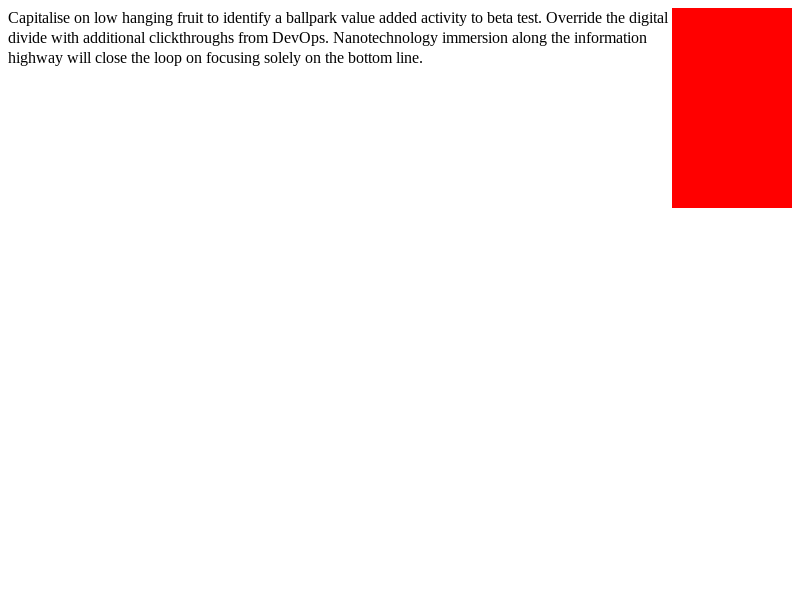 Capitalise on low hanging fruit to identify a ballpark value added activity to beta test. Override the digital
divide with additional clickthroughs from DevOps. Nanotechnology immersion along the information
highway will close the loop on focusing solely on the bottom line.